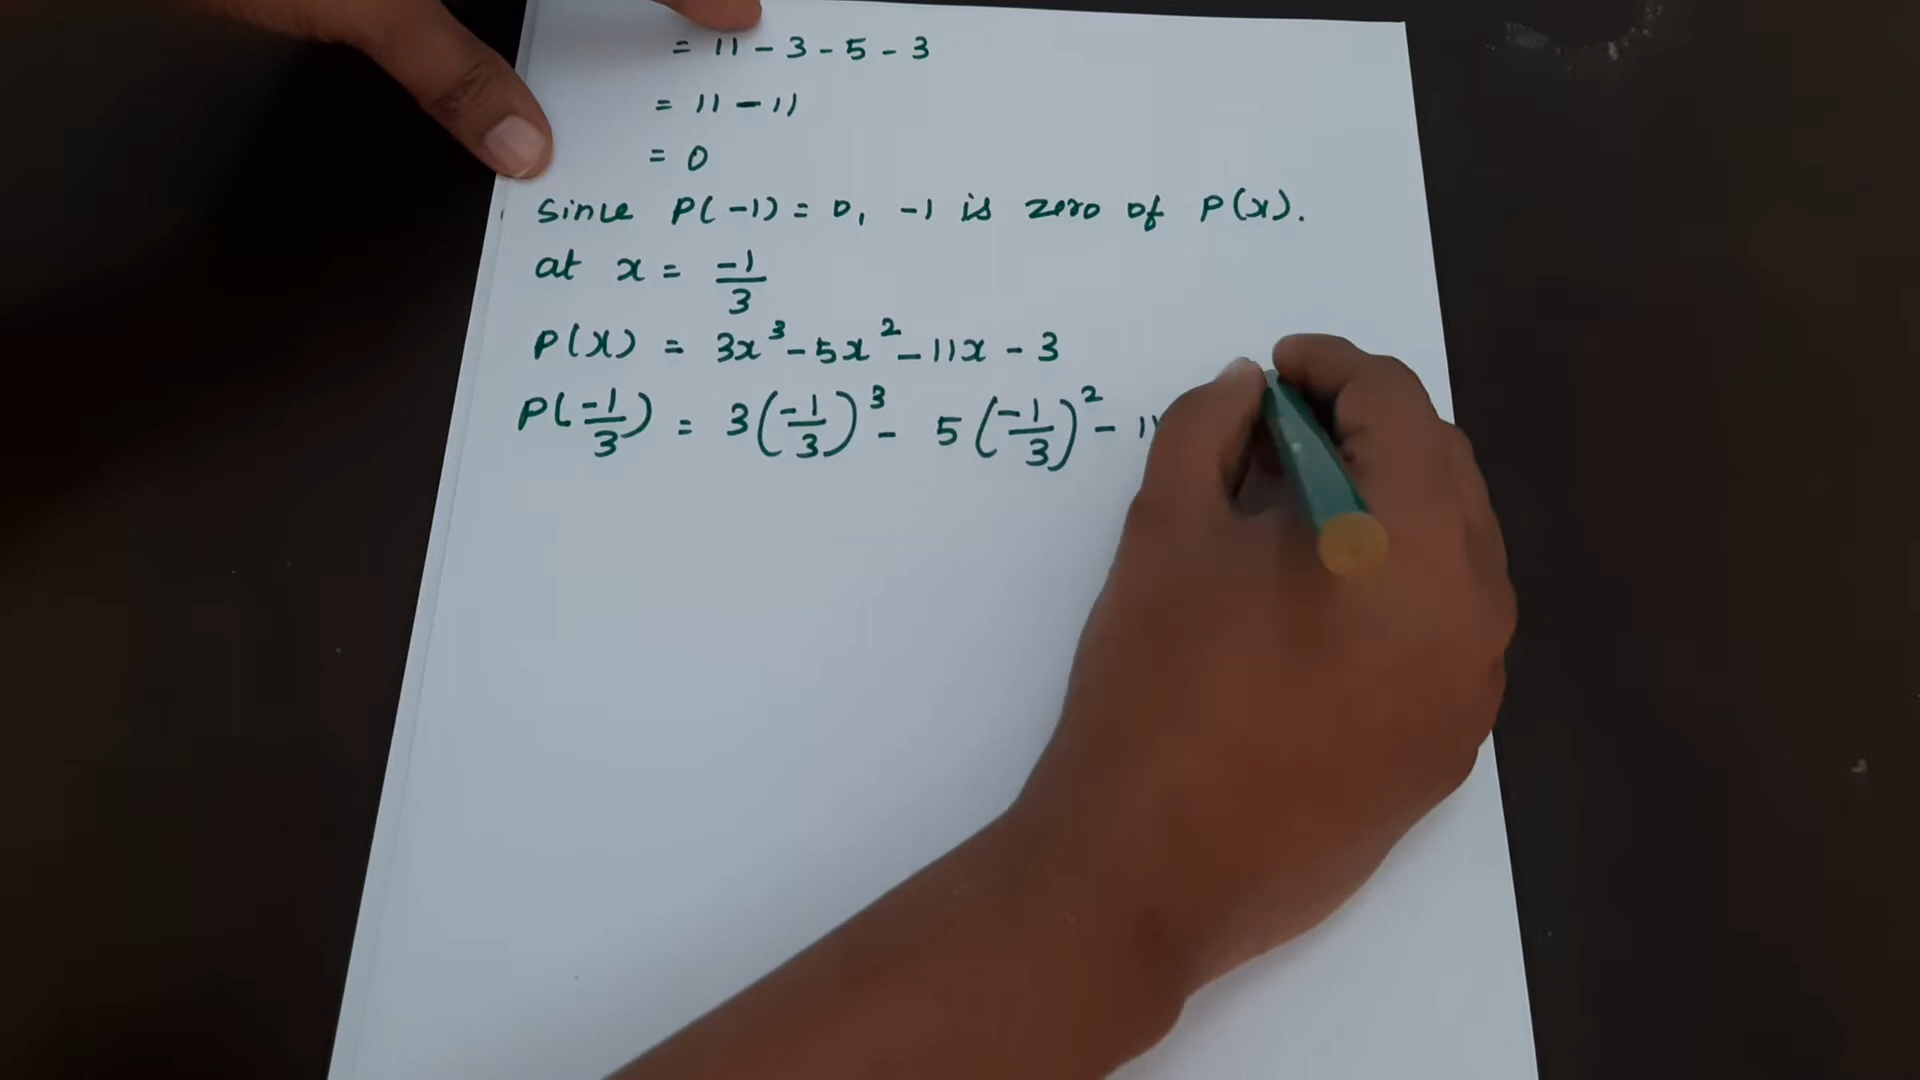 = 11 - 3 - 5 - 3
= 11 - 11
= 0
Since P(-1) = 0, -1 is zero of P(x).
at x = -1/3
P(x) = 3x³ - 5x² - 11x - 3
P(-1/3) = 3(-1/3)³ - 5(-1/3)² - 11